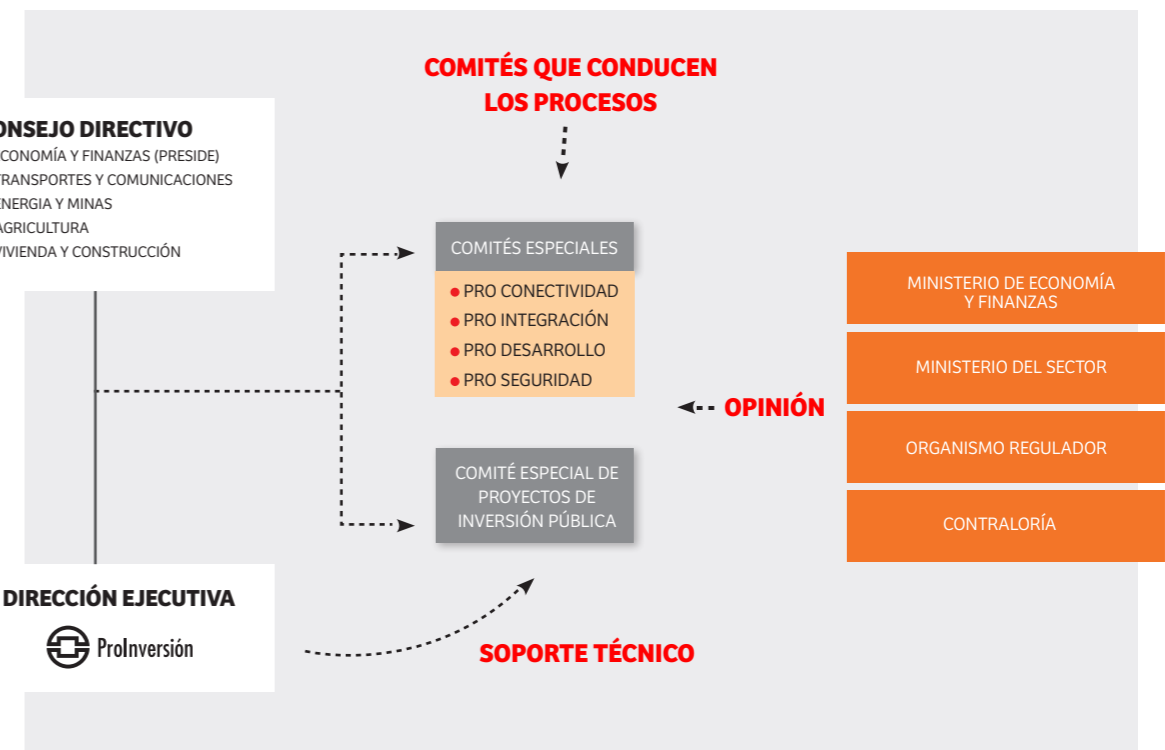 COMITÉS QUE CONDUCEN
LOS PROCESOS
ONSEJO DIRECTIVO
CONOMÍA Y FINANZAS (PRESIDE)
TRANSPORTES Y COMUNICACIONES
ENERGIA Y MINAS
AGRICULTURA
VIVIENDA Y CONSTRUCCIÓN
COMITÉS ESPECIALES
PRO CONECTIVIDAD
PRO INTEGRACIÓN
PRO DESARROLLO
PRO SEGURIDAD
COMITÉ ESPECIAL DE
PROYECTOS DE
INVERSIÓN PÚBLICA
OPINIÓN
MINISTERIO DE ECONOMÍA
Y FINANZAS
MINISTERIO DEL SECTOR
ORGANISMO REGULADOR
CONTRALORÍA
DIRECCIÓN EJECUTIVA
ProInversión
SOPORTE TÉCNICO